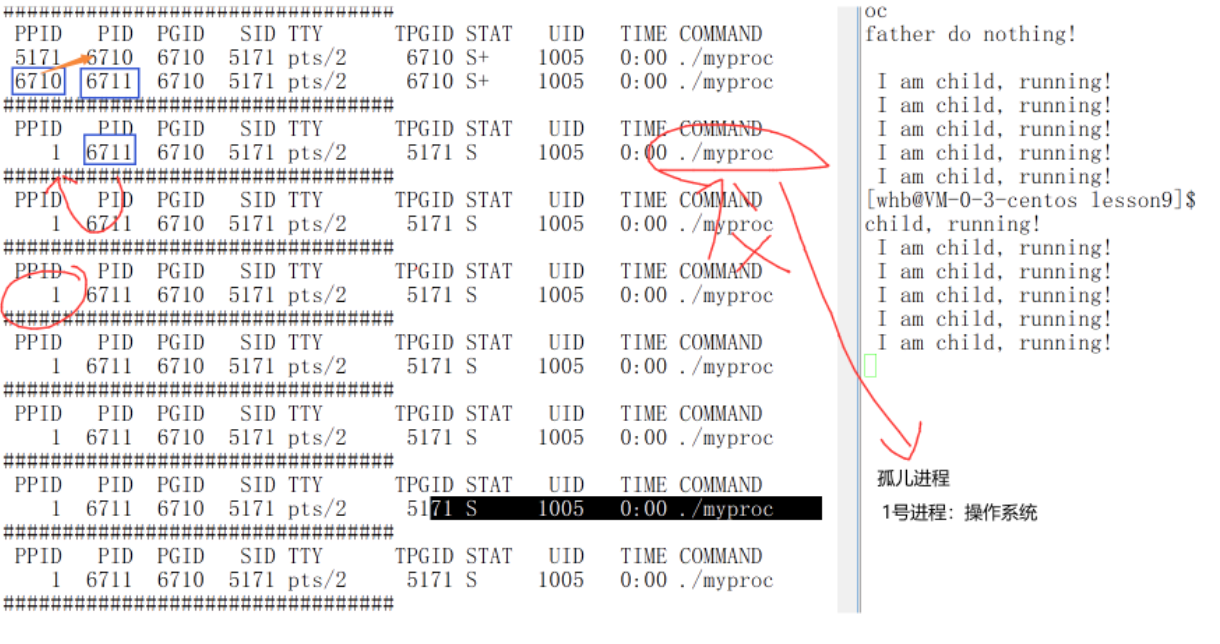 ##################################
PPID PID PGID SID TTY TPGID STAT UID TIME COMMAND
5171 6710 6710 5171 pts/2 6710 S+ 1005 0:00 ./myproc
6710 6711 6710 5171 pts/2 6710 S+ 1005 0:00 ./myproc
##################################
PPID PID PGID SID TTY TPGID STAT UID TIME COMMAND
1 6711 6710 5171 pts/2 5171 S 1005 0:00 ./myproc
##################################
PPID PID PGID SID TTY TPGID STAT UID TIME COMMAND
1 6711 6710 5171 pts/2 5171 S 1005 0:00 ./myproc
##################################
PPID PID PGID SID TTY TPGID STAT UID TIME COMMAND
1 6711 6710 5171 pts/2 5171 S 1005 0:00 ./myproc
##################################
PPID PID PGID SID TTY TPGID STAT UID TIME COMMAND
1 6711 6710 5171 pts/2 5171 S 1005 0:00 ./myproc
##################################
PPID PID PGID SID TTY TPGID STAT UID TIME COMMAND
1 6711 6710 5171 pts/2 5171 S 1005 0:00 ./myproc
##################################
PPID PID PGID SID TTY TPGID STAT UID TIME COMMAND
1 6711 6710 5171 pts/2 5171 S 1005 0:00 ./myproc
##################################
PPID PID PGID SID TTY TPGID STAT UID TIME COMMAND
1 6711 6710 5171 pts/2 5171 S 1005 0:00 ./myproc
##################################
oc
father do nothing!
I am child, running!
I am child, running!
I am child, running!
I am child, running!
I am child, running!
[whb@VM-0-3-centos lesson9]$
child, running!
I am child, running!
I am child, running!
I am child, running!
I am child, running!
I am child, running!
孤儿进程
1号进程：操作系统